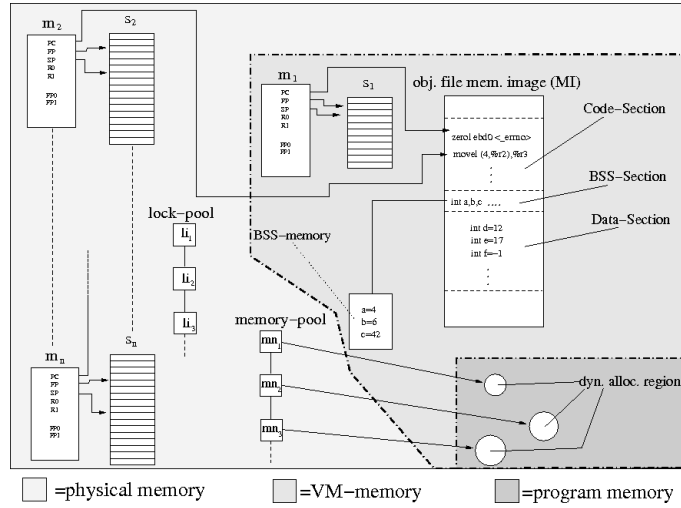 m2
s2
PC
FP
SP
R0
R1
FP0
FP1
m1
s1
PC
FP
SP
R0
R1
FP0
FP1
obj. file mem. image (MI)
zerol ebd0 <_errno>
movel (4,%r2),%r3
int a,b,c ....
int d=12
int e=17
int f=-1
Code-Section
BSS-Section
Data-Section
lock-pool
li1
li2
li3
BSS-memory
a=4
b=6
c=42
memory-pool
mn1
mn2
mn3
dyn. alloc. region
mn
sn
PC
FP
SP
R0
R1
FP0
FP1
=physical memory
=VM-memory
=program memory